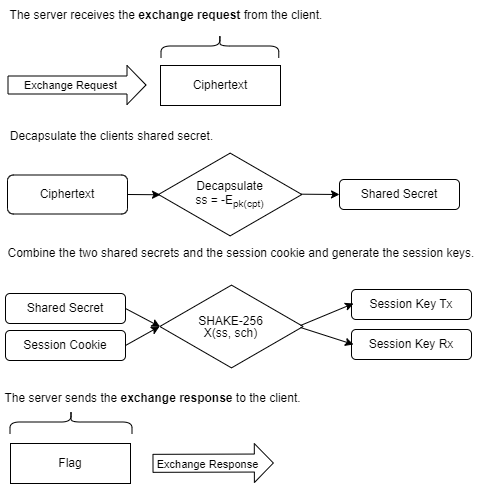 The server receives the exchange request from the client.
Exchange Request
Ciphertext
Decapsulate the clients shared secret.
Ciphertext
Decapsulate
ss = -Epk(cpt)
Shared Secret
Combine the two shared secrets and the session cookie and generate the session keys.
Shared Secret
Session Cookie
SHAKE-256
X(ss, sch)
Session Key Tx
Session Key Rx
The server sends the exchange response to the client.
Flag
Exchange Response